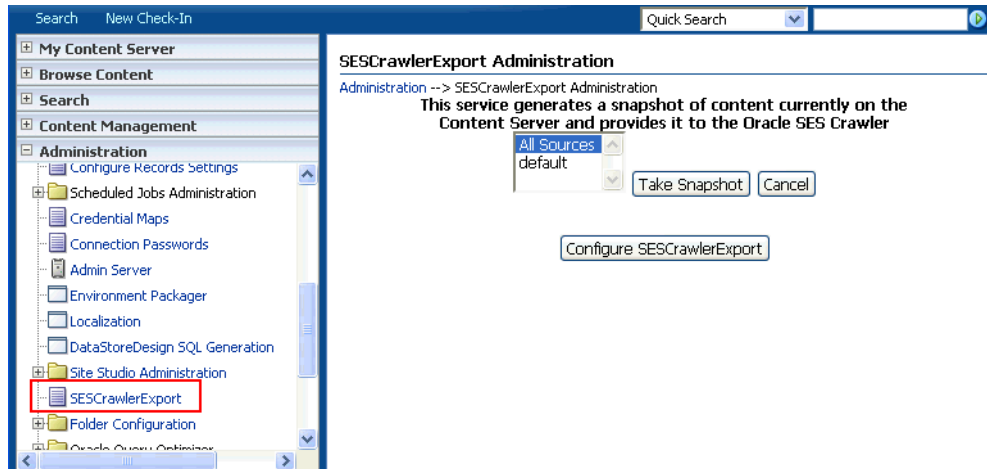 Search New Check-In
Quick Search
My Content Server
Browse Content
Search
Content Management
Administration
Configure Records Settings
Scheduled Jobs Administration
Credential Maps
Connection Passwords
Admin Server
Environment Packager
Localization
DataStoreDesign SQL Generation
Site Studio Administration
SESCrawlerExport
Folder Configuration
Oracle Query Optimizer
SESCrawlerExport Administration
Administration --> SESCrawlerExport Administration
This service generates a snapshot of content currently on the
Content Server and provides it to the Oracle SES Crawler
All Sources
default
Take Snapshot Cancel
Configure SESCrawlerExport